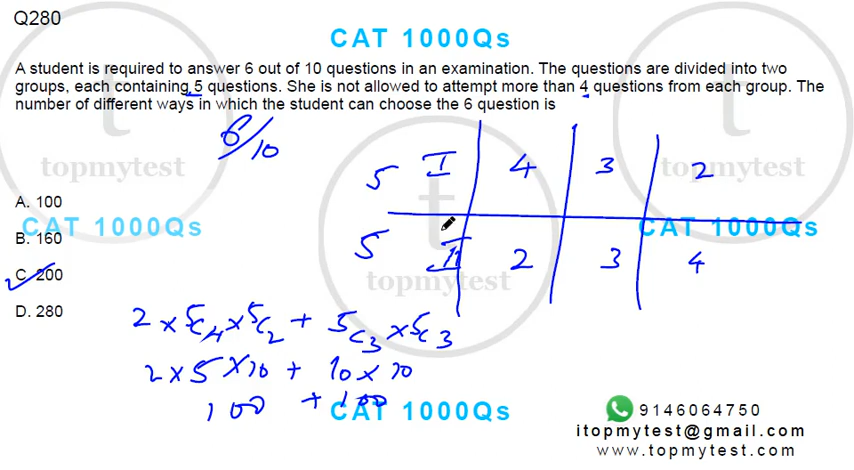 Q280
CAT 1000Qs
A student is required to answer 6 out of 10 questions in an examination. The questions are divided into two
groups, each containing 5 questions. She is not allowed to attempt more than 4 questions from each group. The
number of different ways in which the student can choose the 6 question is
6/10
topmytest
topmytest
topmytest
5 I 4 3 2
A. 100
CAT 1000Qs
CAT 1000Qs
B. 160
5 II 2 3 4
C. 200
D. 280
2 × 5C4 × 5C2 + 5C3 × 5C3
2 × 5 × 10 + 10 × 10
100 + 100
CAT 1000Qs
9146064750
itopmytest@gmail.com
www.topmytest.com